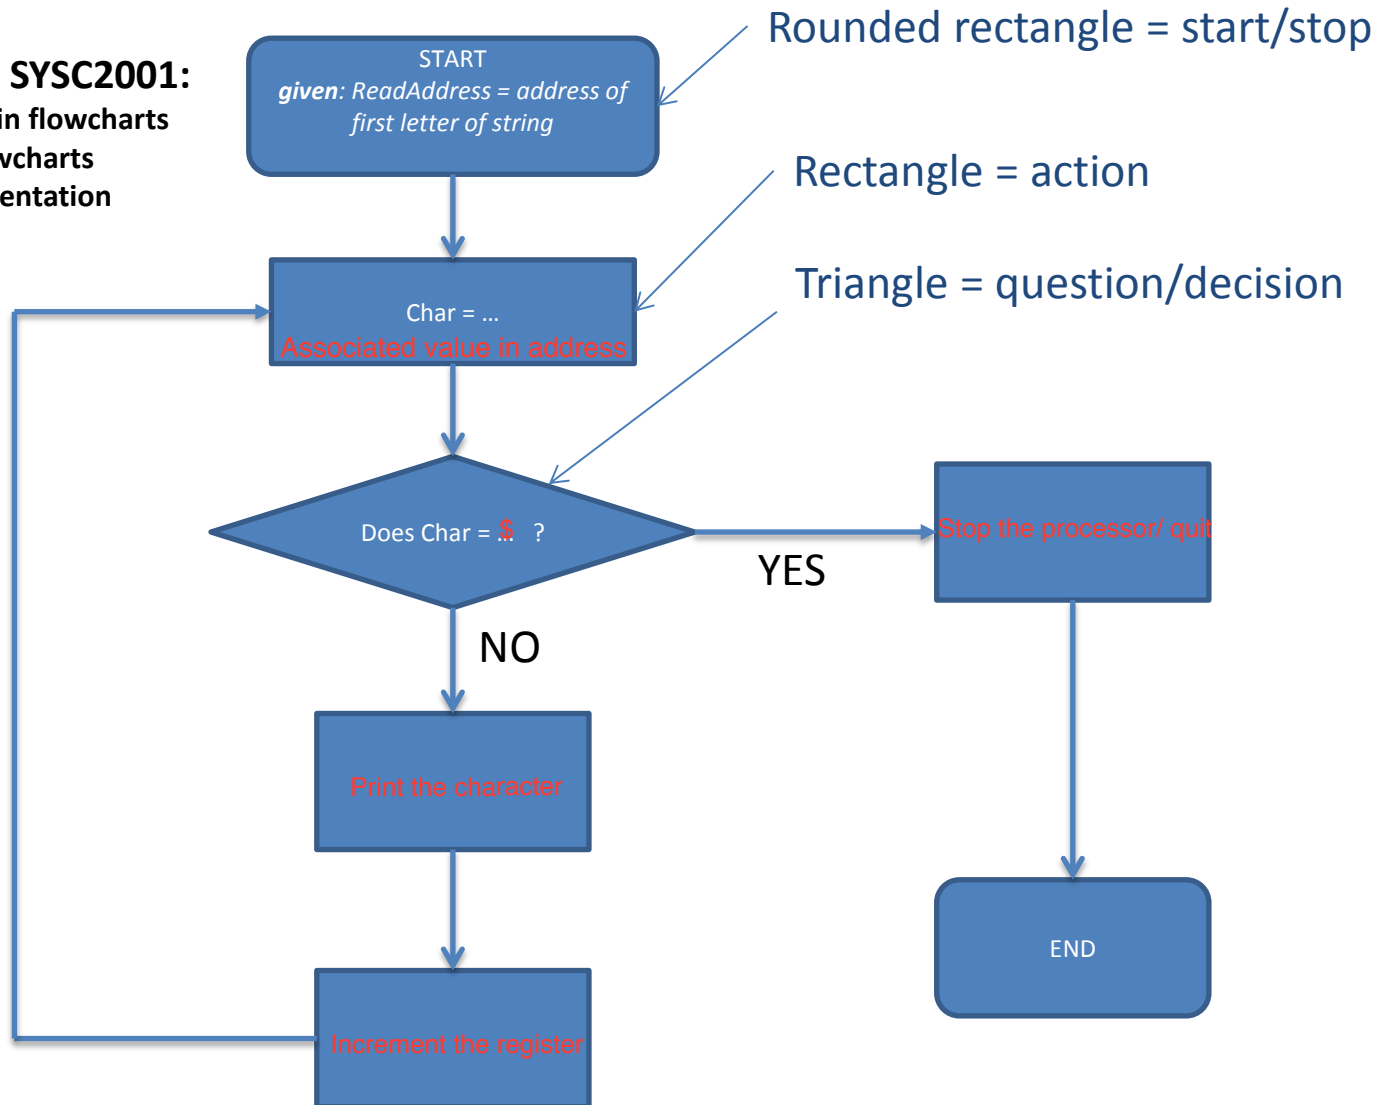 SYSC2001:
in flowcharts
wcharts
entation
START
given: ReadAddress = address of
first letter of string
Rounded rectangle = start/stop
Rectangle = action
Triangle = question/decision
Char = ...
Associated value in address
Does Char = ... $ ?
YES
Stop the processor/ quit
NO
Print the character
END
Increment the register